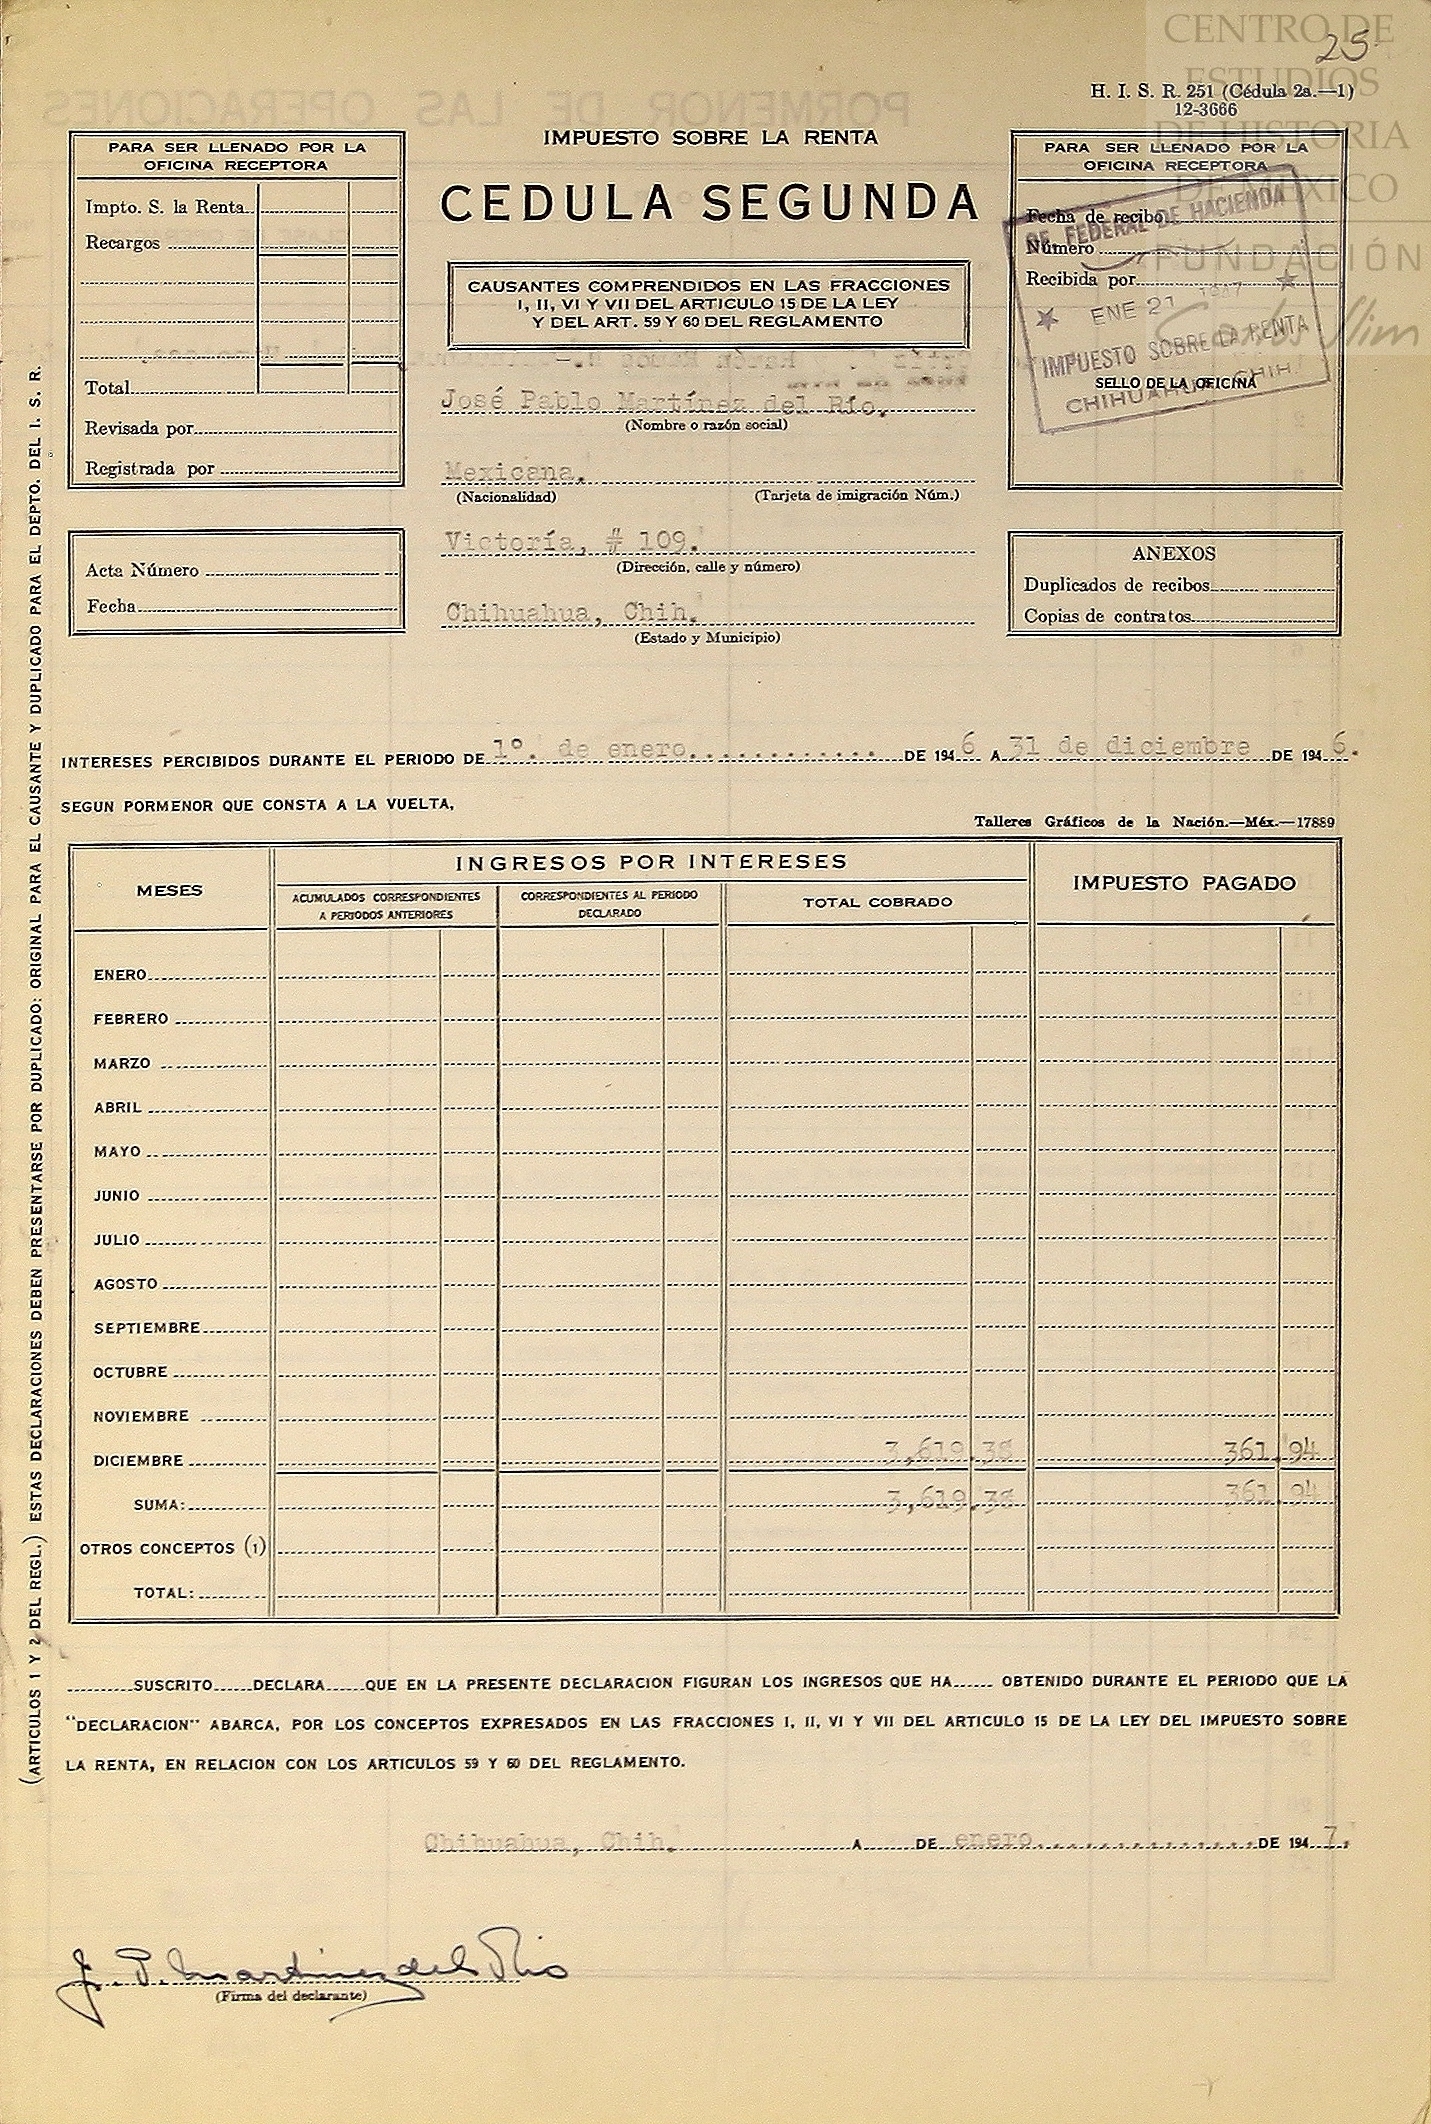 CENTRO DE
ESTUDIOS
DE HISTORIA
DE MÉXICO
FUNDACIÓN
Carlos Slim
25
H. I. S. R. 251 (Cédula 2a.—1)
12-3666
PORMENOR DE LAS OPERACIONES
IMPUESTO SOBRE LA RENTA
CEDULA SEGUNDA
CAUSANTES COMPRENDIDOS EN LAS FRACCIONES
I, II, VI Y VII DEL ARTICULO 15 DE LA LEY
Y DEL ART. 59 Y 60 DEL REGLAMENTO
PARA SER LLENADO POR LA
OFICINA RECEPTORA
Impto. S. la Renta
Recargos
Total
Revisada por
Registrada por
Acta Número
Fecha
José Pablo Martínez del Río.
(Nombre o razón social)
Mexicana.
(Nacionalidad) (Tarjeta de imigración Núm.)
Victoría, # 109.
(Dirección, calle y número)
Chihuahua, Chih.
(Estado y Municipio)
PARA SER LLENADO POR LA
OFICINA RECEPTORA
Fecha de recibo
Número
Recibida por
SELLO DE LA OFICINA
OF. FEDERAL DE HACIENDA
ENE 21 1947
IMPUESTO SOBRE LA RENTA
CHIHUAHUA, CHIH.
ANEXOS
Duplicados de recibos
Copias de contratos
INTERESES PERCIBIDOS DURANTE EL PERIODO DE 1º. de enero............ DE 1946 A 31 de diciembre DE 1946.
SEGUN PORMENOR QUE CONSTA A LA VUELTA,
Talleres Gráficos de la Nación.—Méx.—17889
MESES
INGRESOS POR INTERESES
IMPUESTO PAGADO
ACUMULADOS CORRESPONDIENTES
A PERIODOS ANTERIORES
CORRESPONDIENTES AL PERIODO
DECLARADO
TOTAL COBRADO
ENERO
FEBRERO
MARZO
ABRIL
MAYO
JUNIO
JULIO
AGOSTO
SEPTIEMBRE
OCTUBRE
NOVIEMBRE
DICIEMBRE 3,619.38 361.94
SUMA: 3,619.38 361.94
OTROS CONCEPTOS (1)
TOTAL:
SUSCRITO DECLARA QUE EN LA PRESENTE DECLARACION FIGURAN LOS INGRESOS QUE HA OBTENIDO DURANTE EL PERIODO QUE LA
"DECLARACION" ABARCA, POR LOS CONCEPTOS EXPRESADOS EN LAS FRACCIONES I, II, VI Y VII DEL ARTICULO 15 DE LA LEY DEL IMPUESTO SOBRE
LA RENTA, EN RELACION CON LOS ARTICULOS 59 Y 60 DEL REGLAMENTO.
Chihuahua, Chih. A DE enero................ DE 1947.
J. P. Martinez del Rio
(Firma del declarante)
(ARTICULOS 1 Y 2 DEL REGL.) ESTAS DECLARACIONES DEBEN PRESENTARSE POR DUPLICADO: ORIGINAL PARA EL CAUSANTE Y DUPLICADO PARA EL DEPTO. DEL I. S. R.